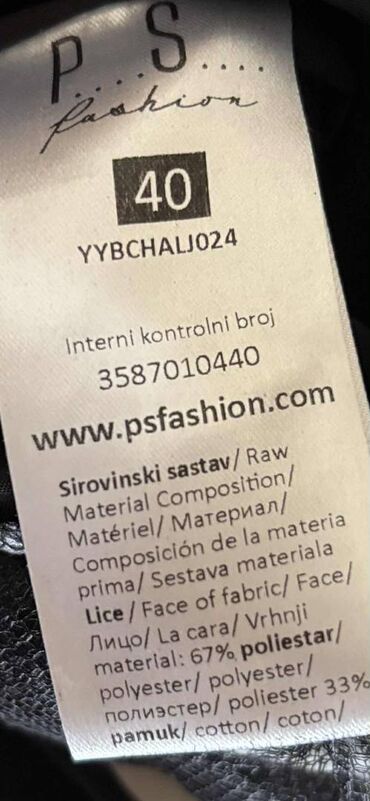 P....S....
fashion
40
YYBCHALJ024
Interni kontrolni broj
3587010440
www.psfashion.com
Sirovinski sastav/ Raw
Material Composition/
Matériel/ Материал/
Composición de la materia
prima/ Sestava materiala
Lice / Face of fabric/ Face/
Лицо/ La cara/ Vrhnji
material: 67% poliestar/
polyester/ polyester/
полиэстер/ poliester 33%
pamuk/ cotton/ coton/